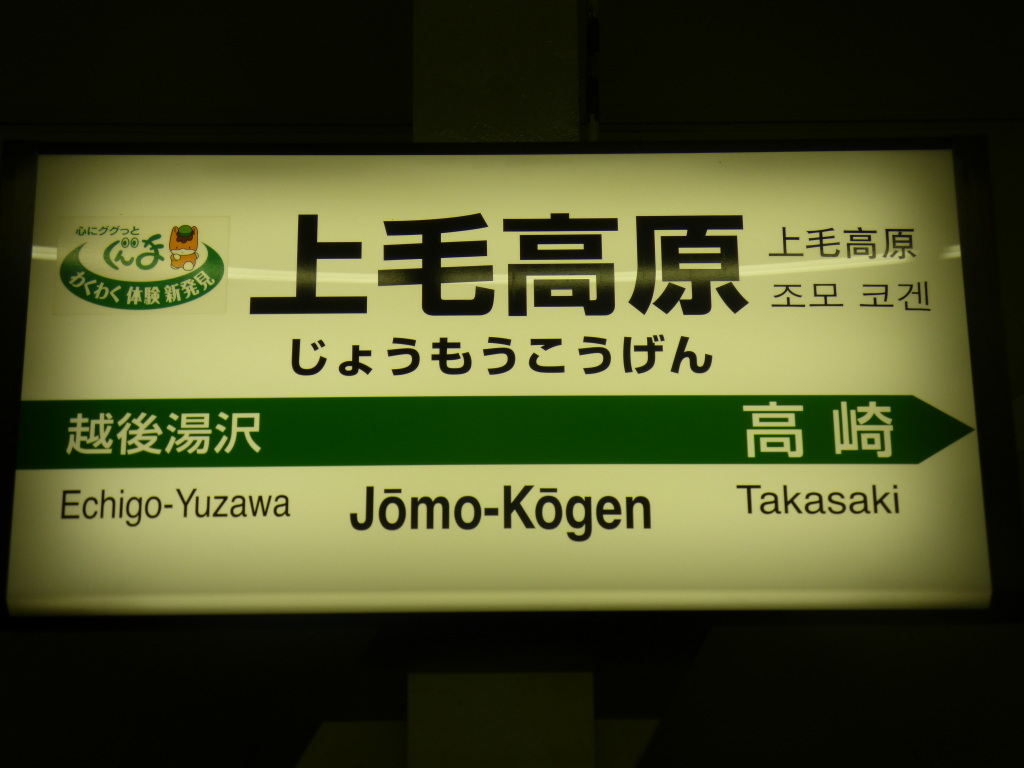 心にググっと
ぐんま
わくわく 体験 新発見
上毛高原
上毛高原
조모 코겐
じょうもうこうげん
越後湯沢
高崎
Echigo-Yuzawa
Jōmo-Kōgen
Takasaki